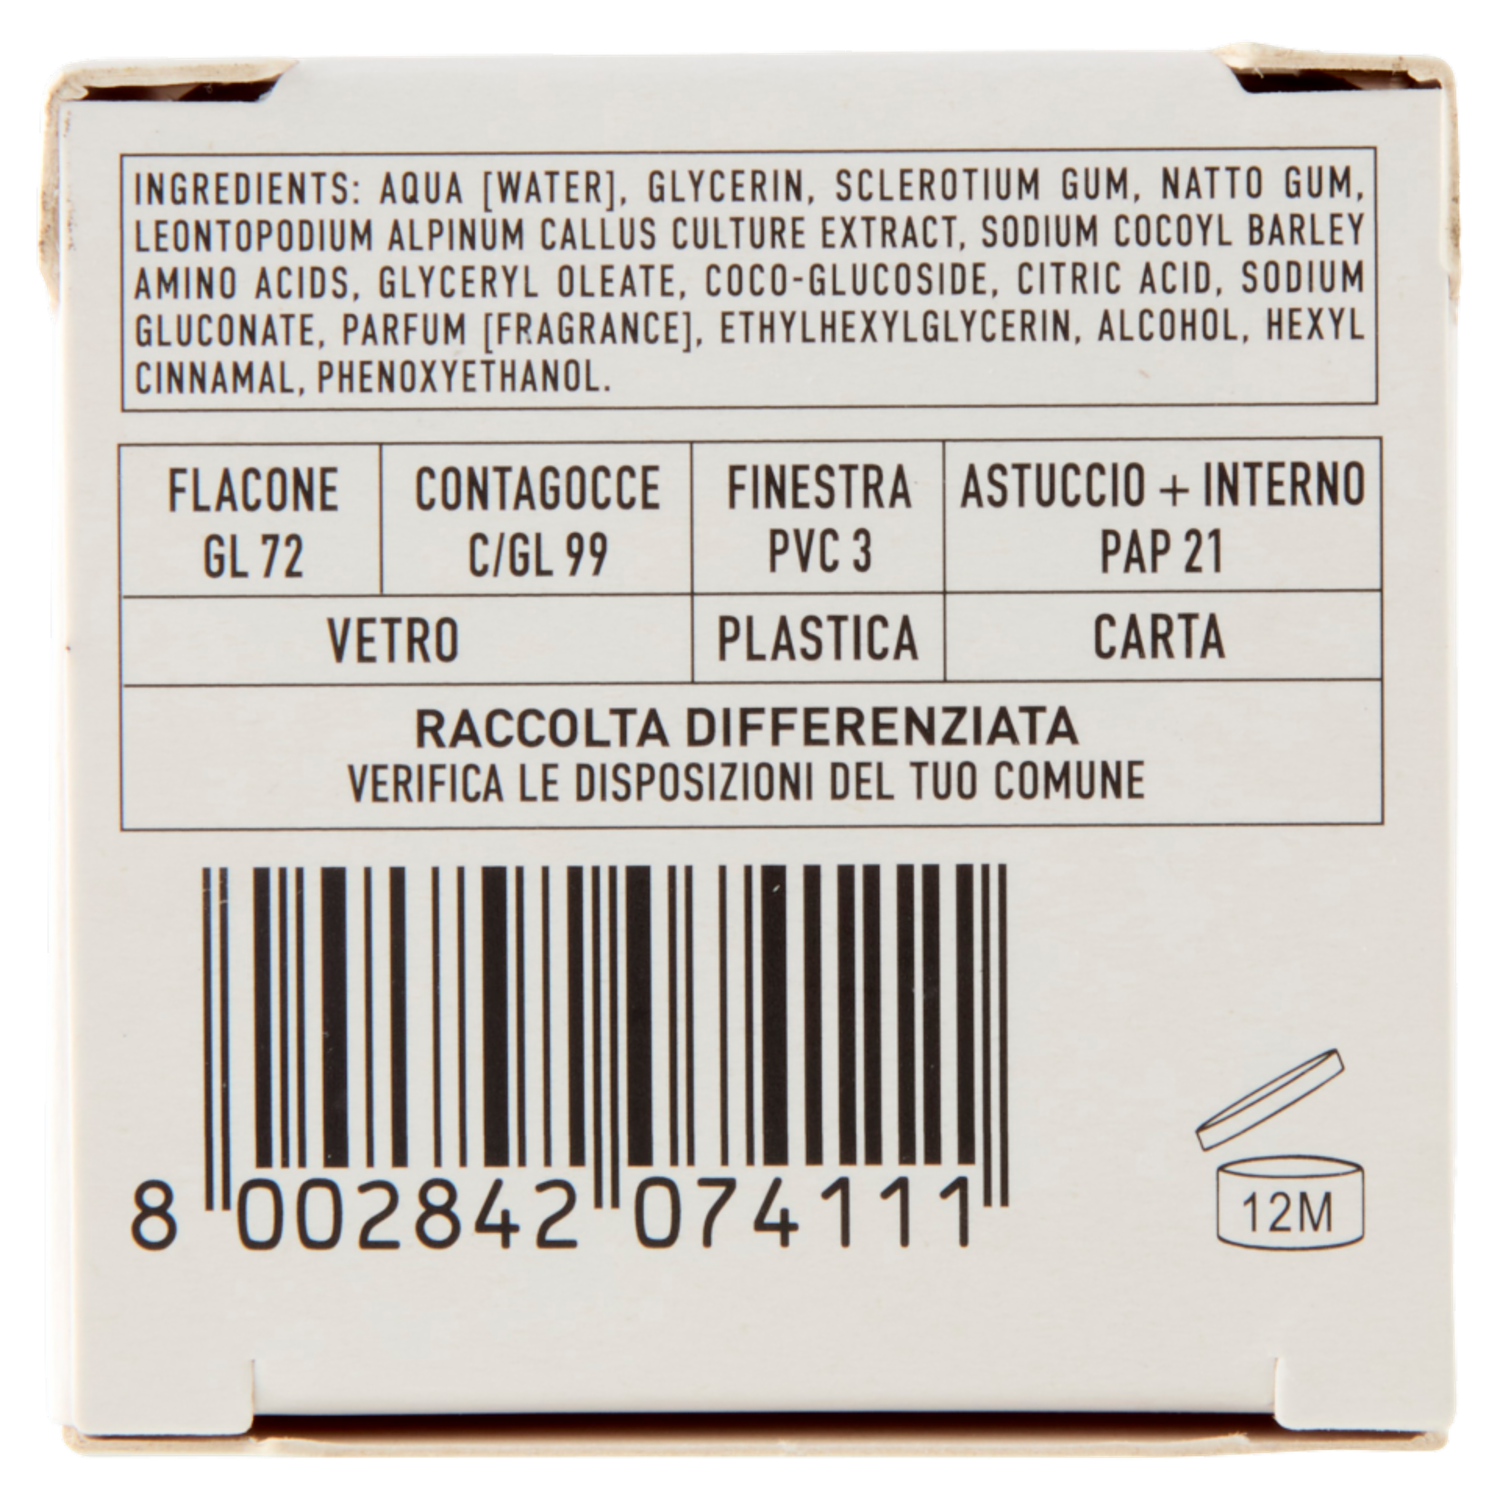 INGREDIENTS: AQUA [WATER], GLYCERIN, SCLEROTIUM GUM, NATTO GUM,
LEONTOPODIUM ALPINUM CALLUS CULTURE EXTRACT, SODIUM COCOYL BARLEY
AMINO ACIDS, GLYCERYL OLEATE, COCO-GLUCOSIDE, CITRIC ACID, SODIUM
GLUCONATE, PARFUM [FRAGRANCE], ETHYLHEXYLGLYCERIN, ALCOHOL, HEXYL
CINNAMAL, PHENOXYETHANOL.
FLACONE CONTAGOCCE FINESTRA ASTUCCIO + INTERNO
GL 72 C/GL 99 PVC 3 PAP 21
VETRO PLASTICA CARTA
RACCOLTA DIFFERENZIATA
VERIFICA LE DISPOSIZIONI DEL TUO COMUNE
8 002842 074111
12M